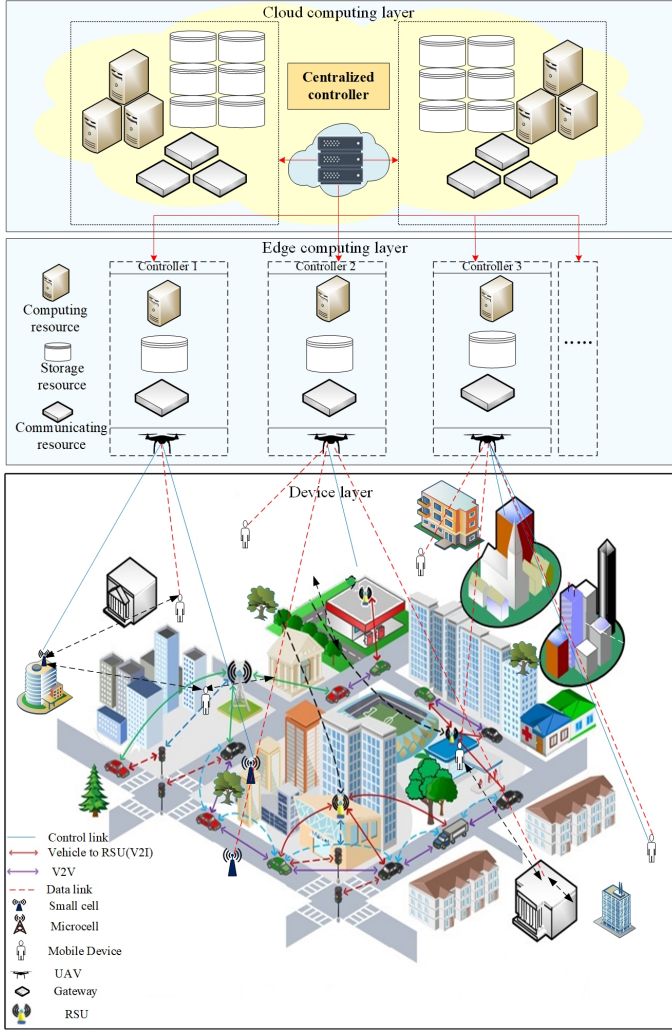 Cloud computing layer
Centralized
controller
Edge computing layer
Controller 1
Controller 2
Controller 3
Computing
resource
Storage
resource
Communicating
resource
......
Device layer
Control link
Vehicle to RSU(V2I)
V2V
Data link
Small cell
Microcell
Mobile Device
UAV
Gateway
RSU